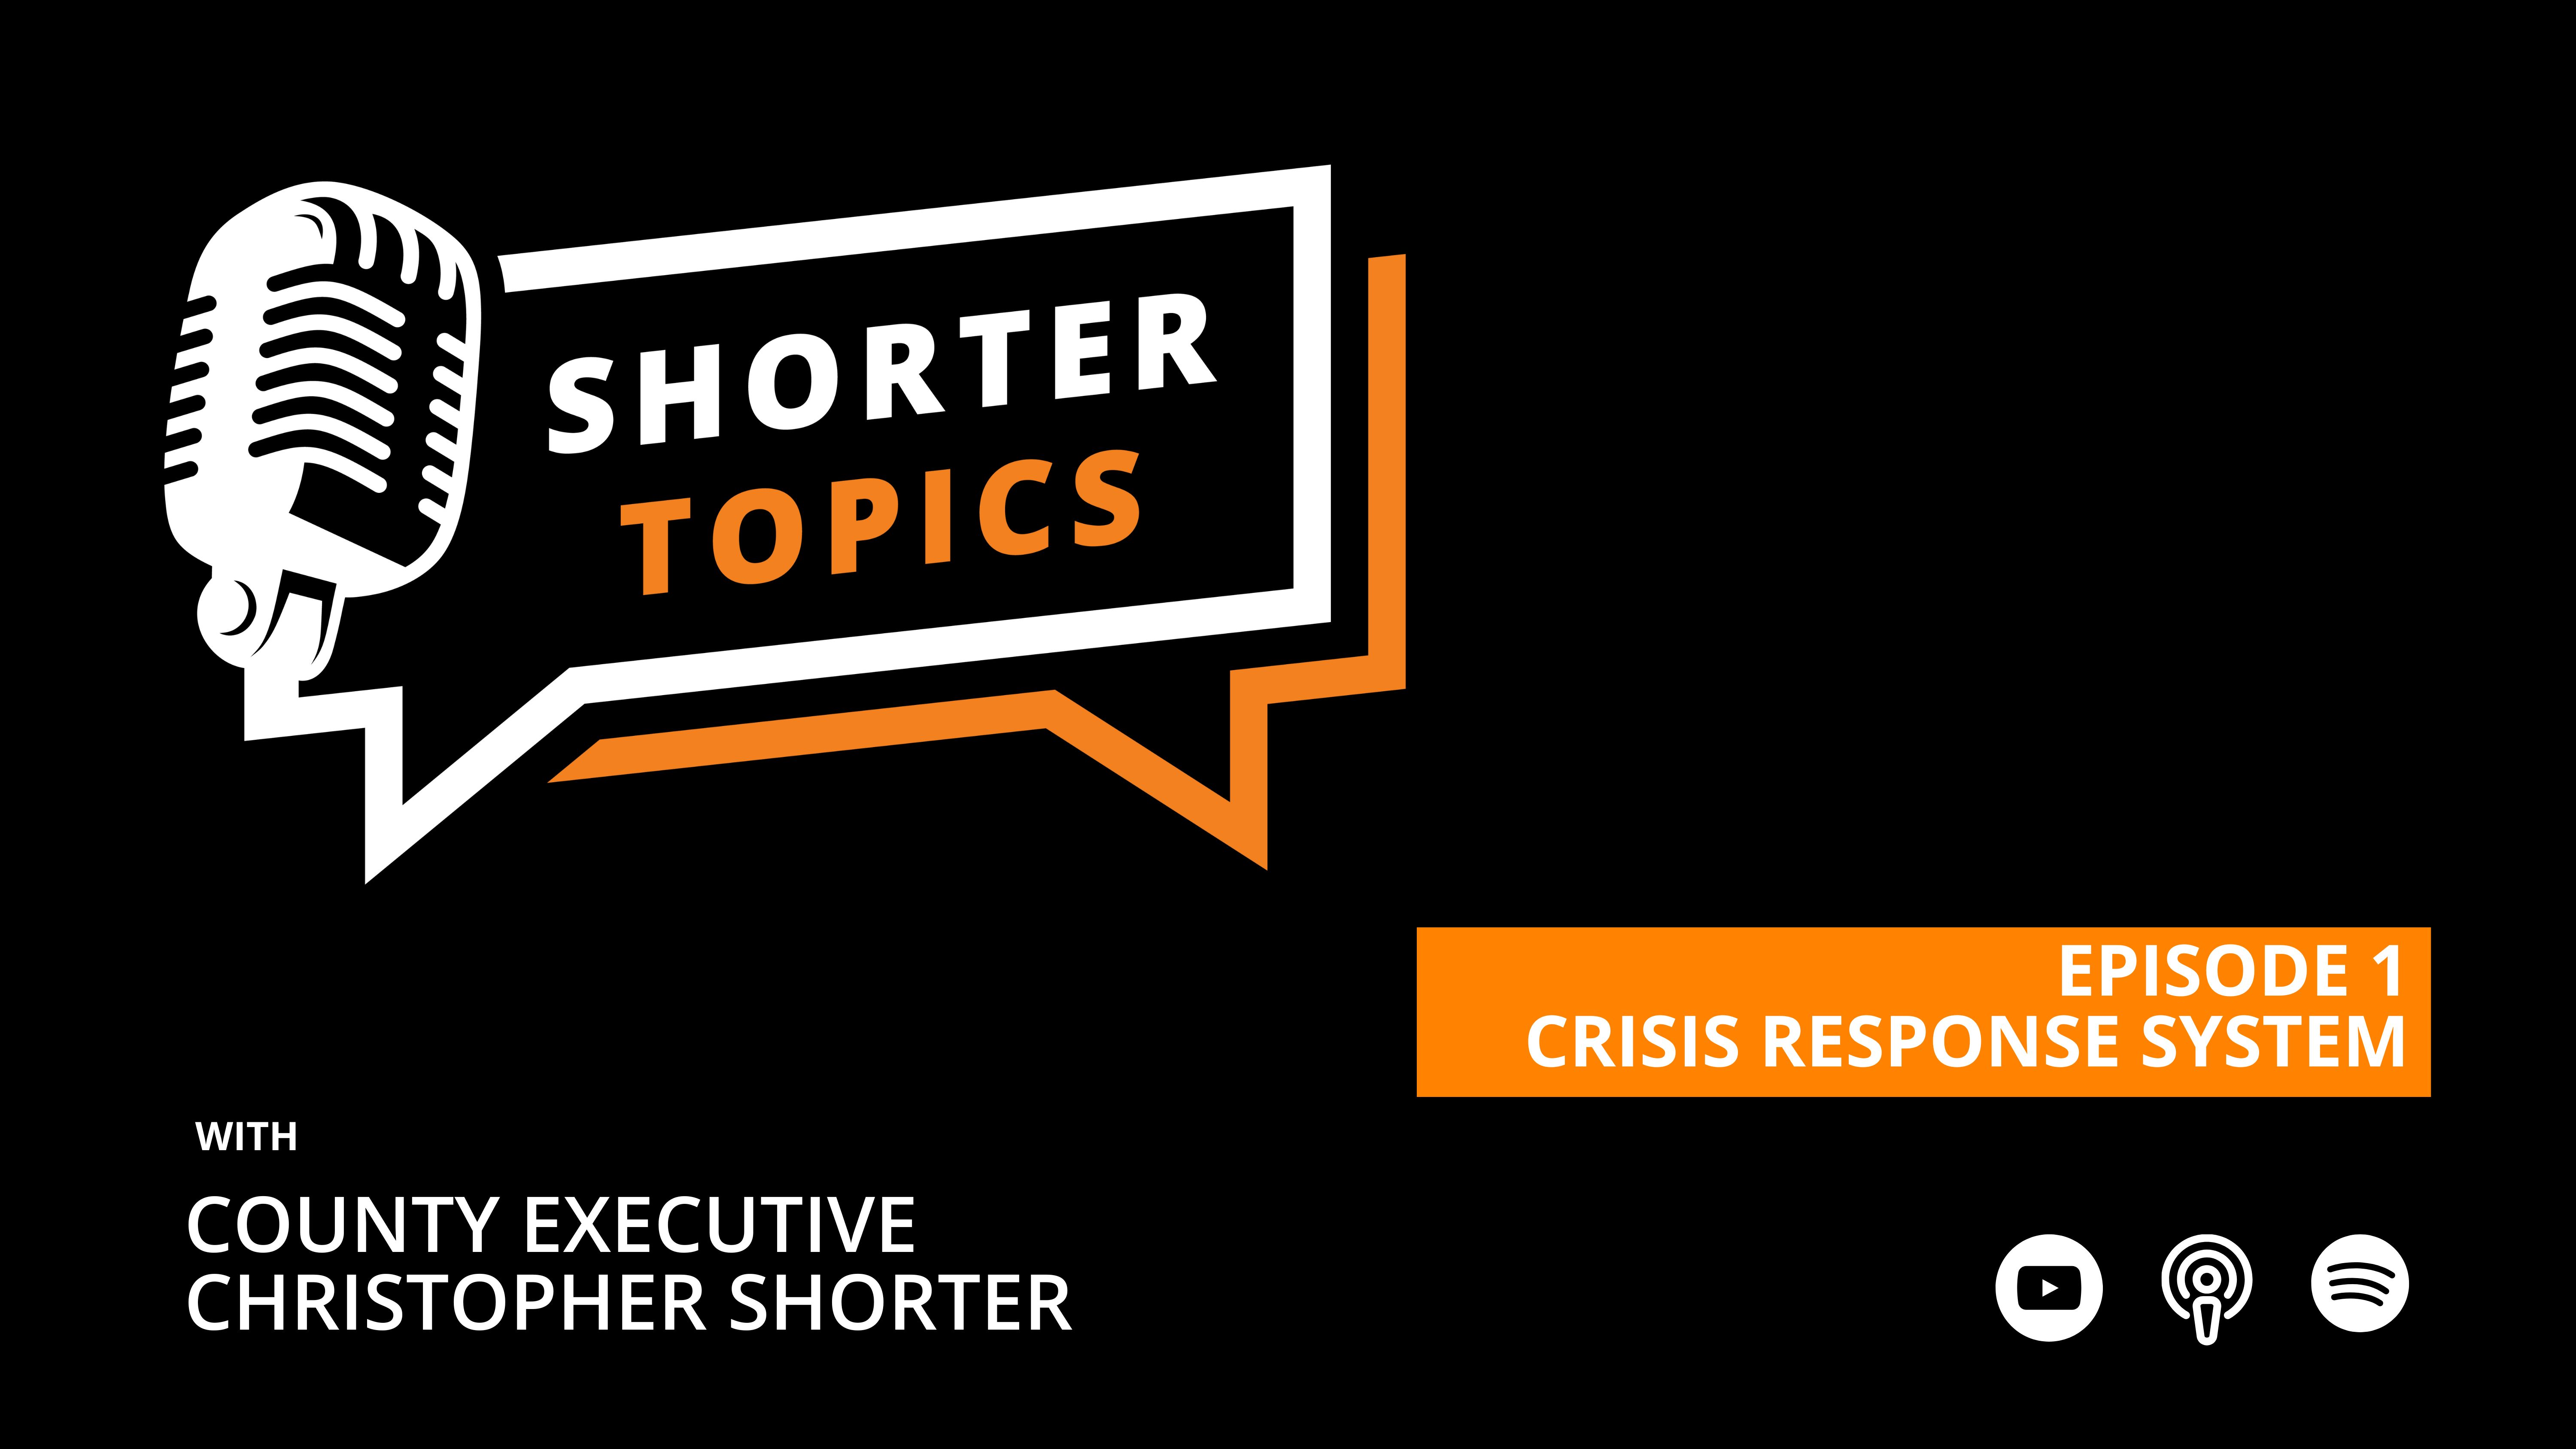 SHORTER
TOPICS
EPISODE 1
CRISIS RESPONSE SYSTEM
WITH
COUNTY EXECUTIVE
CHRISTOPHER SHORTER